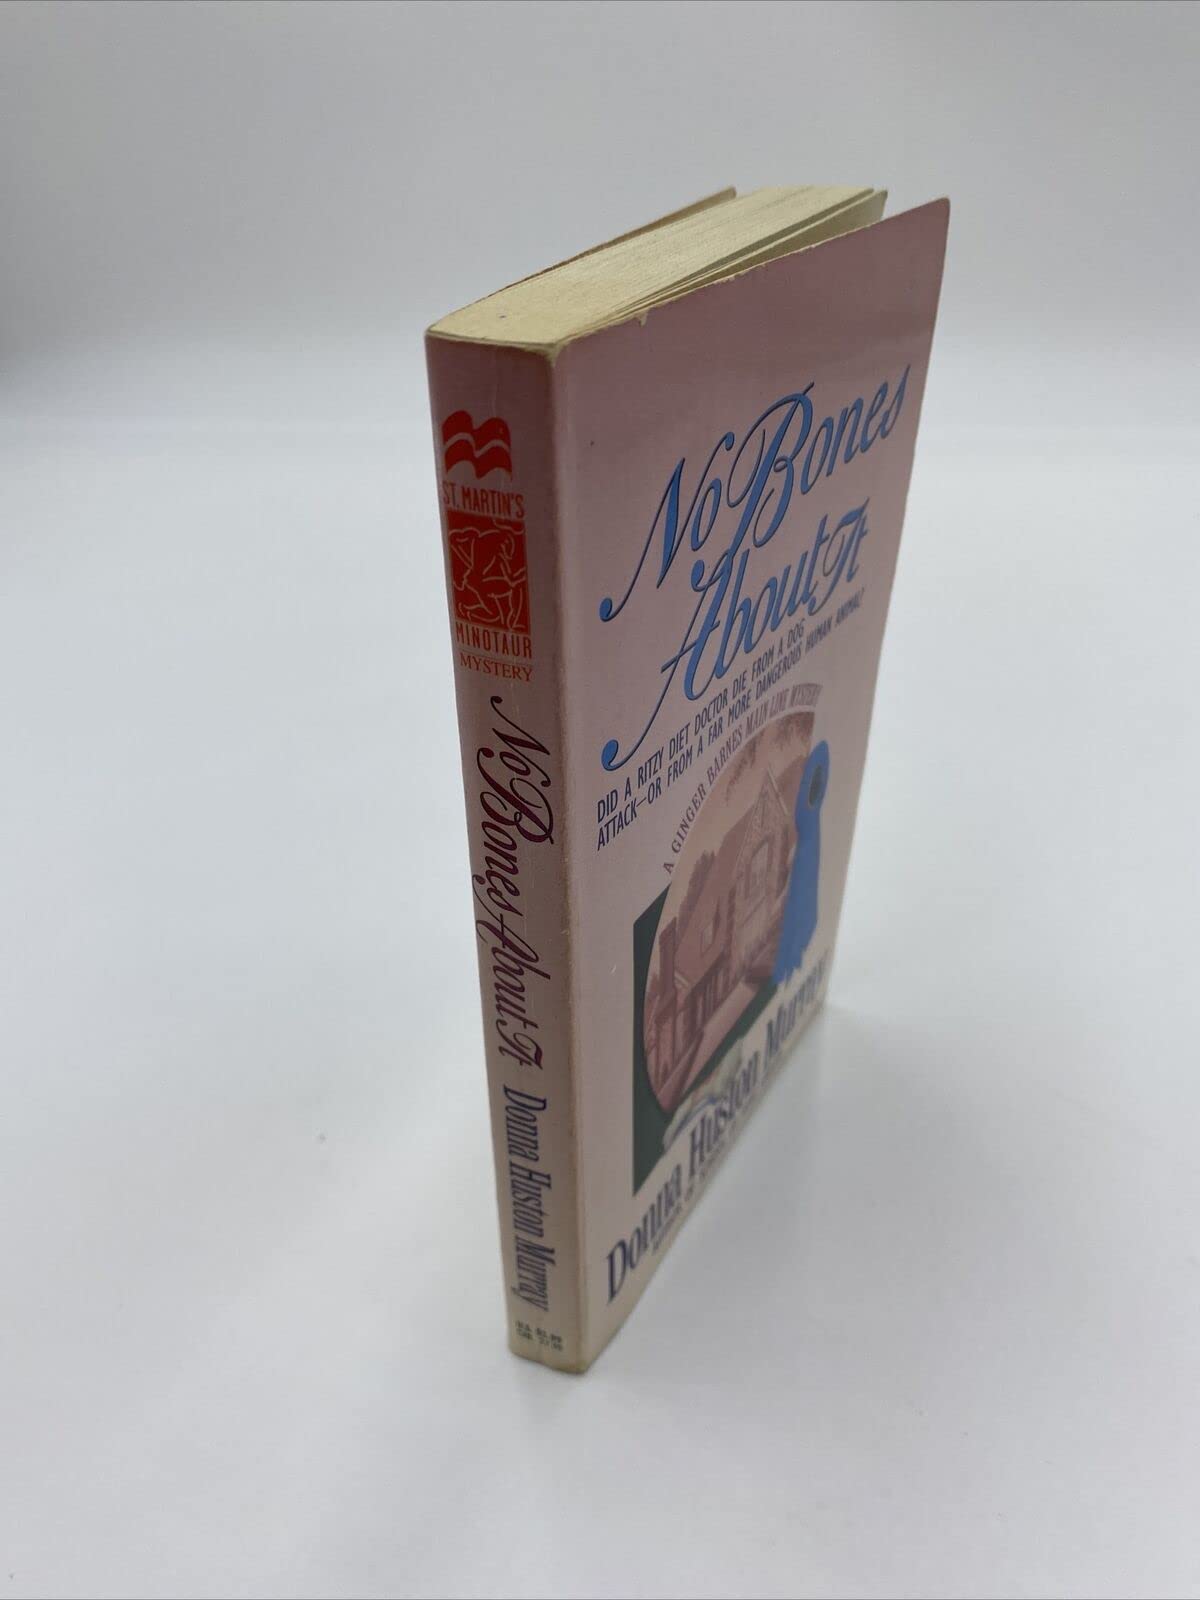 ST. MARTIN'S
MINOTAUR
MYSTERY
No Bones About It
Donna Huston Murray
No Bones
About It
DID A RITZY DIET DOCTOR DIE FROM A DOG
ATTACK—OR FROM A FAR MORE DANGEROUS HUMAN ANIMAL?
A GINGER BARNES MAIN LINE MYSTERY
Donna Huston Murray